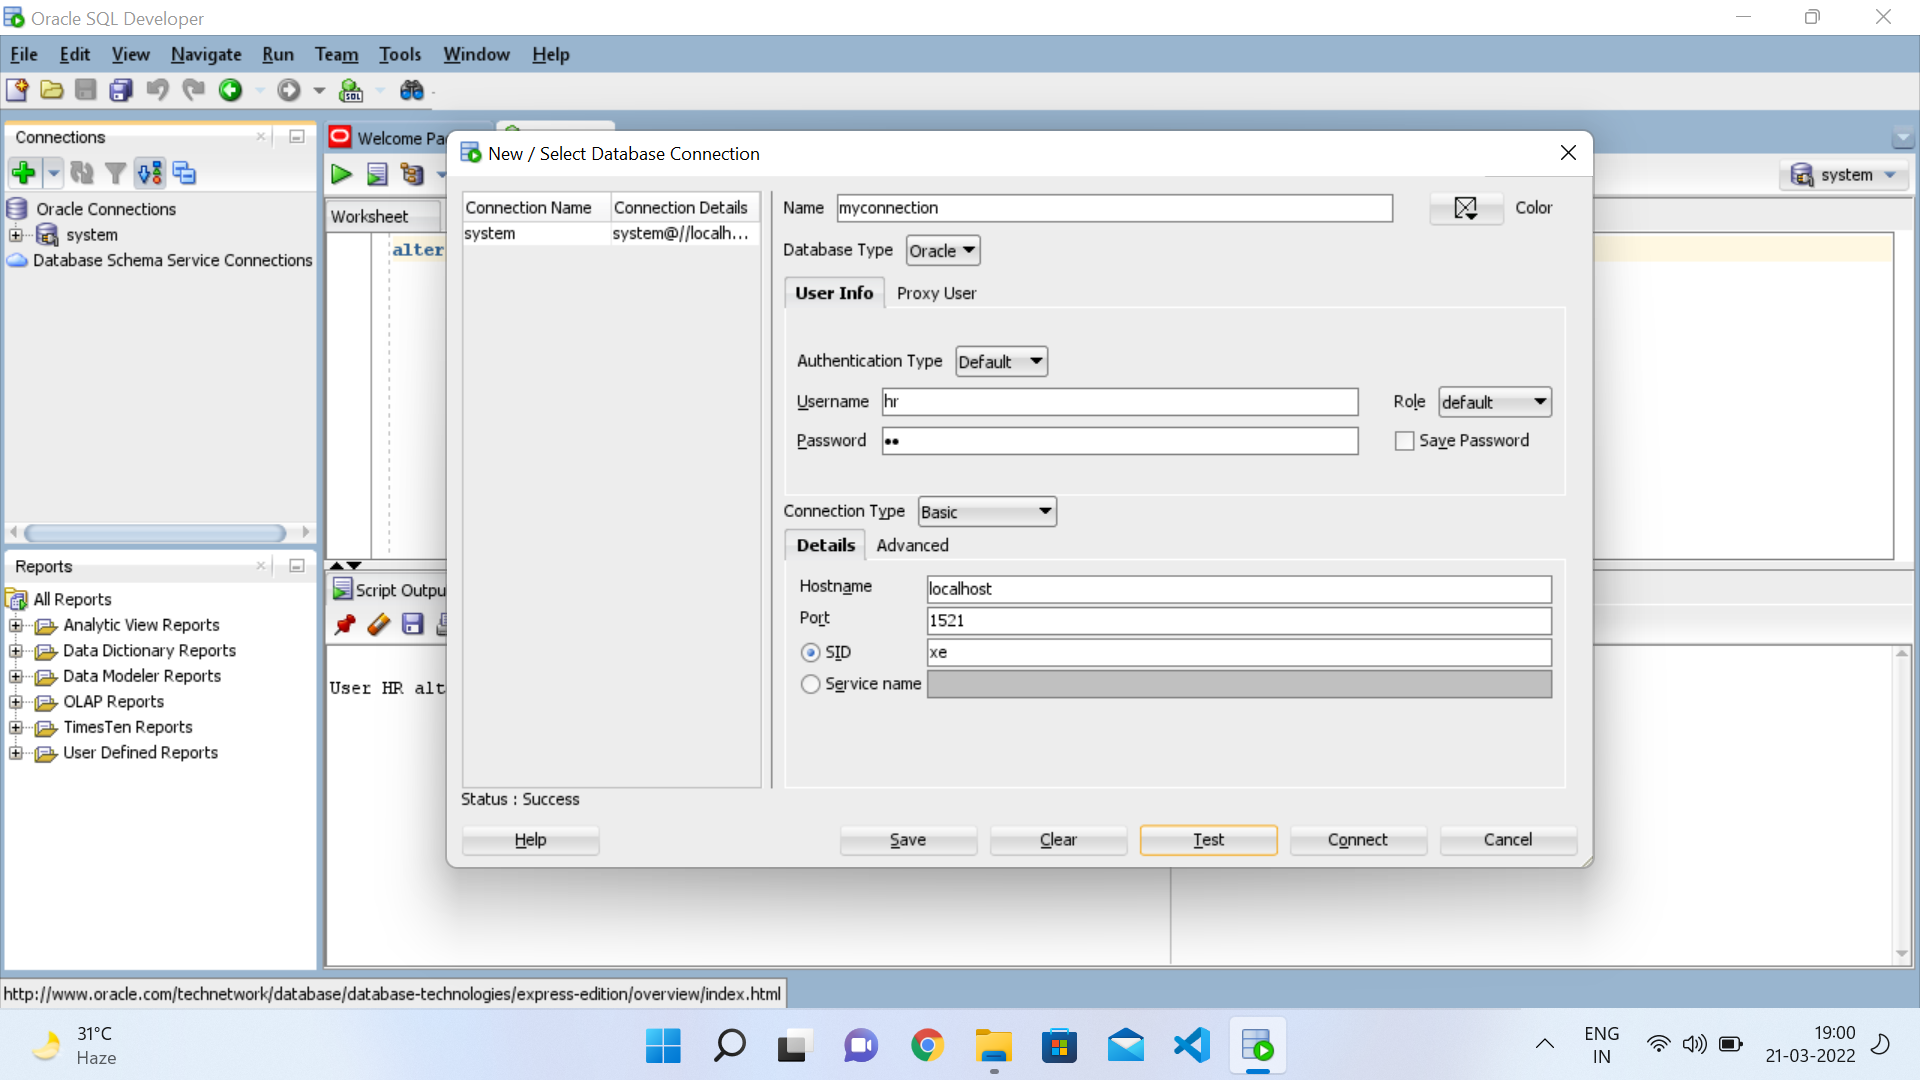 Oracle SQL Developer
File Edit View Navigate Run Team Tools Window Help
SQL
Connections
Oracle Connections
system
Database Schema Service Connections
Reports
All Reports
Analytic View Reports
Data Dictionary Reports
Data Modeler Reports
OLAP Reports
TimesTen Reports
User Defined Reports
Welcome Pa
system
Worksheet
alter
Script Outpu
User HR alt
New / Select Database Connection
Connection Name Connection Details
system system@//localh...
Name myconnection Color
Database Type Oracle
User Info Proxy User
Authentication Type Default
Username hr Role default
Password •• Save Password
Connection Type Basic
Details Advanced
Hostname localhost
Port 1521
SID xe
Service name
Status : Success
Help Save Clear Test Connect Cancel
http://www.oracle.com/technetwork/database/database-technologies/express-edition/overview/index.html
31°C
Haze
ENG
IN
19:00
21-03-2022